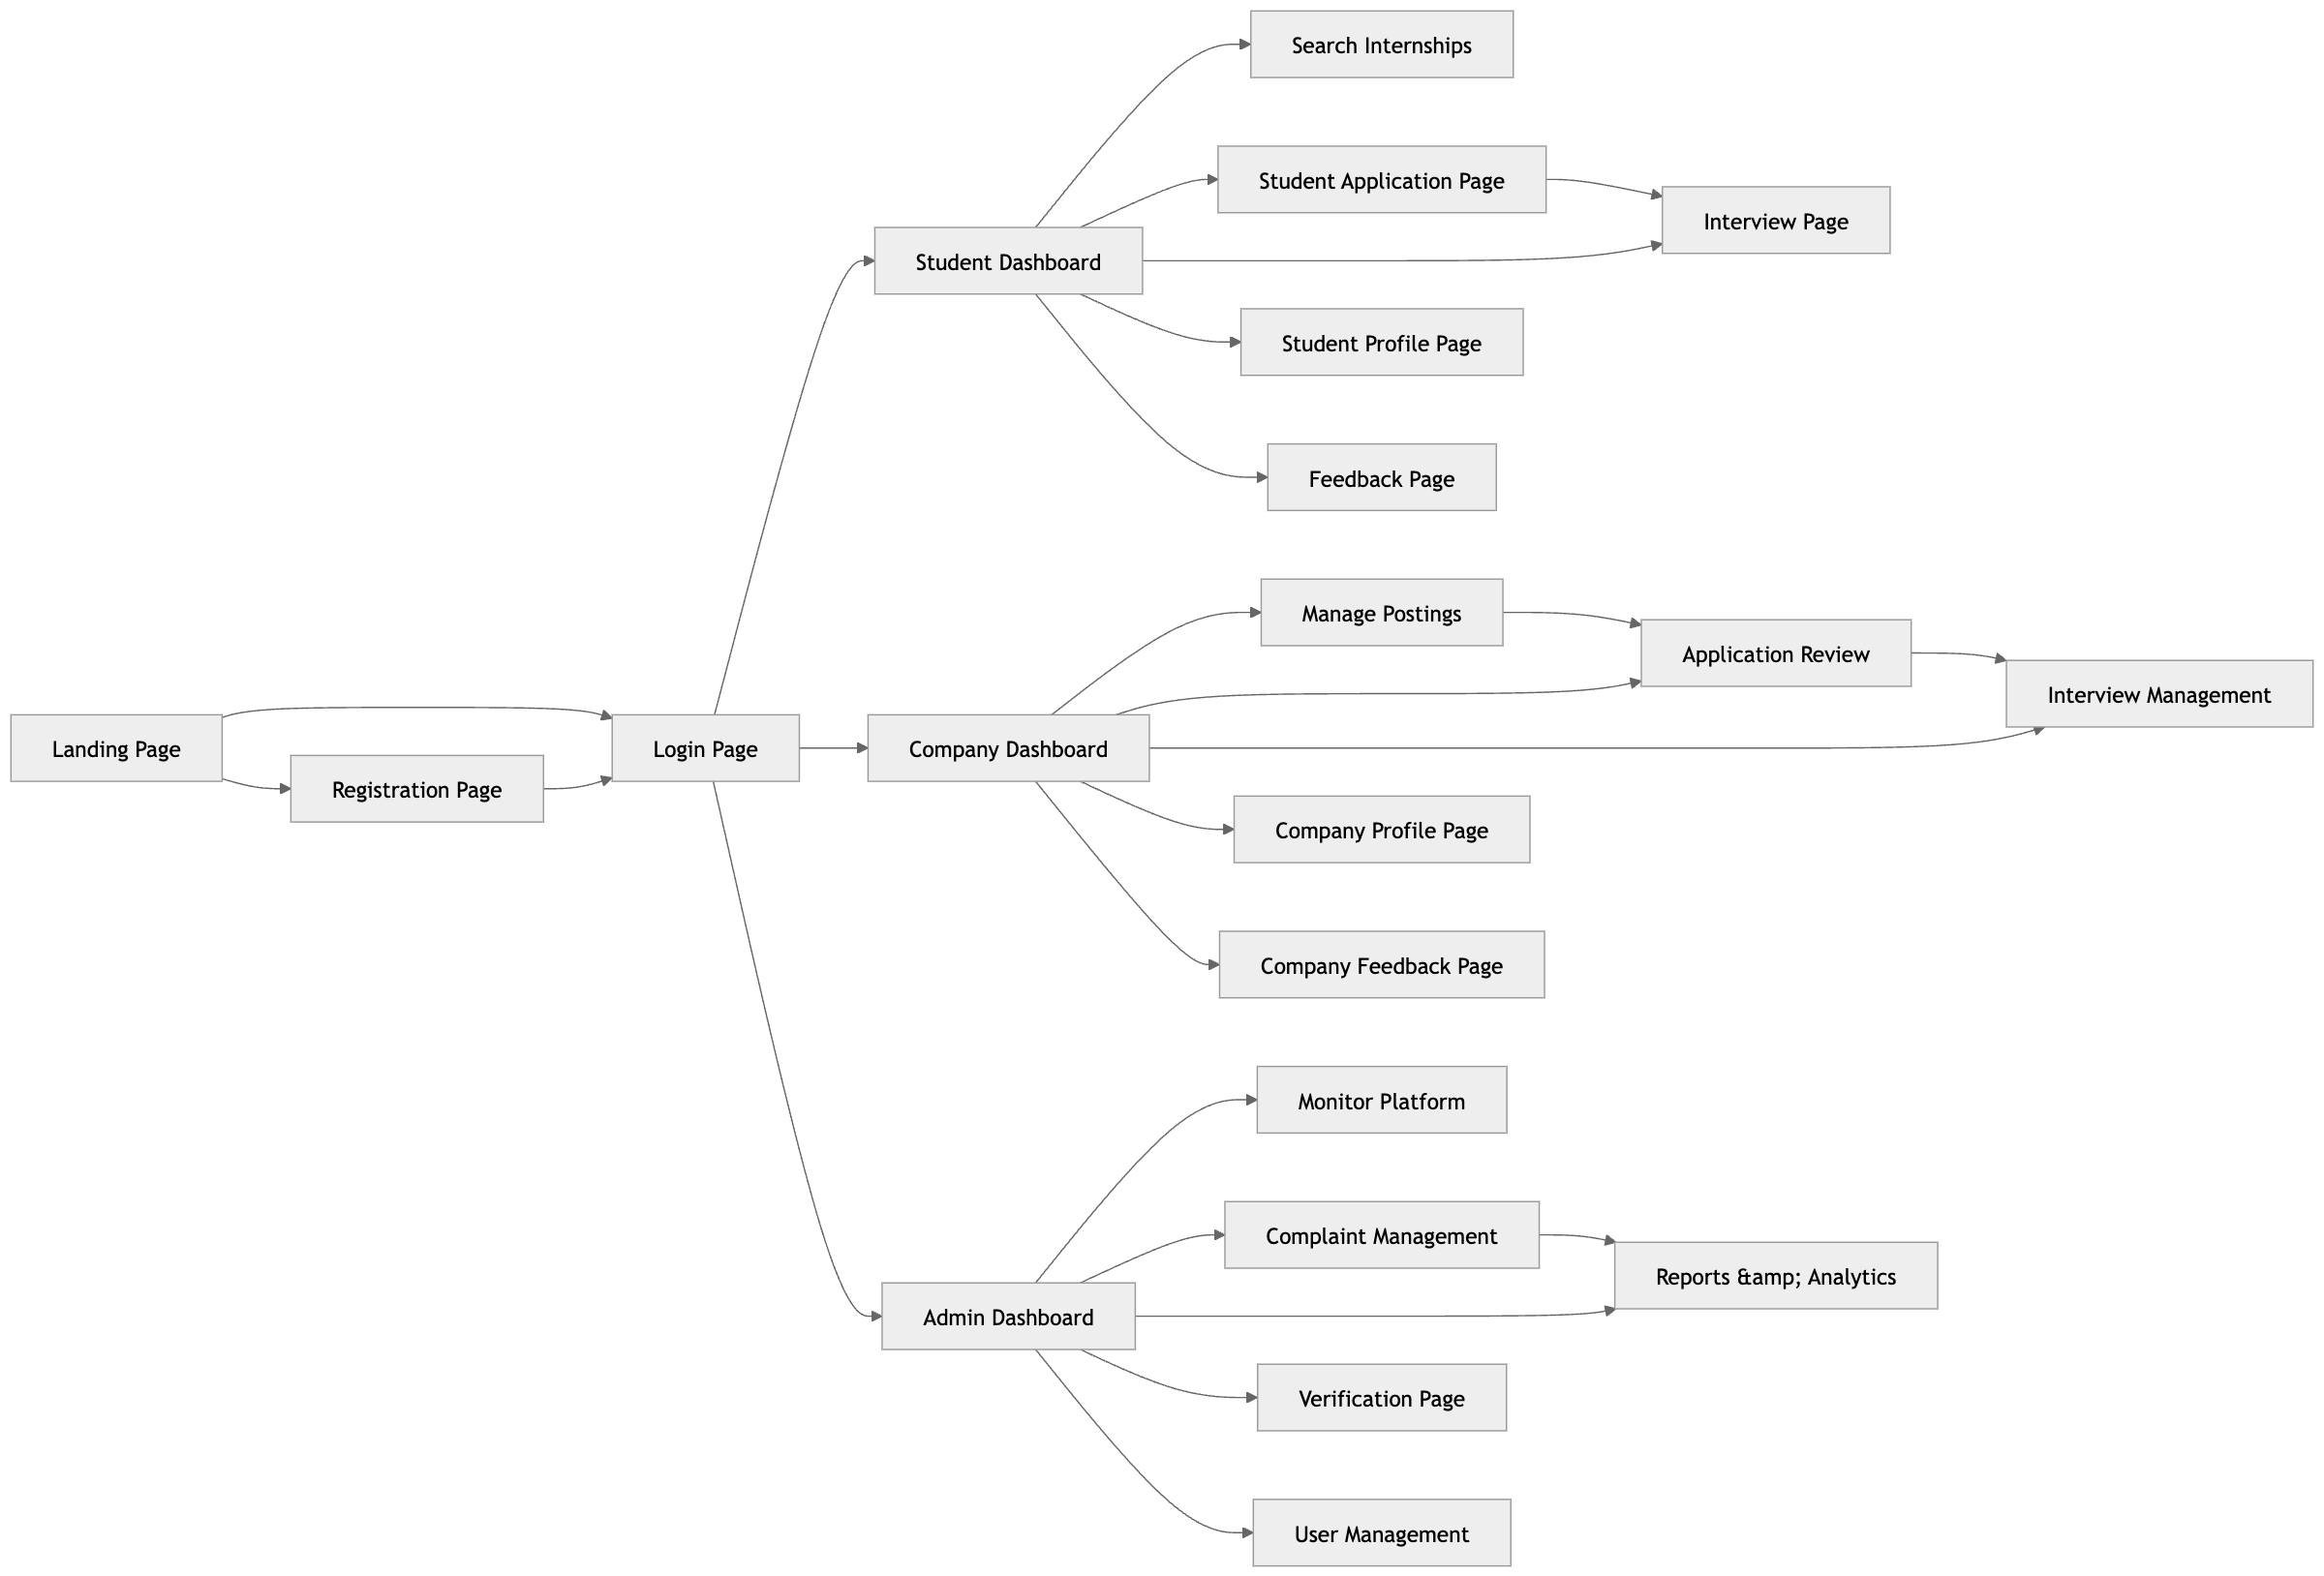 Search Internships
Student Application Page
Interview Page
Student Dashboard
Student Profile Page
Feedback Page
Manage Postings
Application Review
Interview Management
Landing Page
Login Page
Company Dashboard
Registration Page
Company Profile Page
Company Feedback Page
Monitor Platform
Complaint Management
Reports &amp; Analytics
Admin Dashboard
Verification Page
User Management